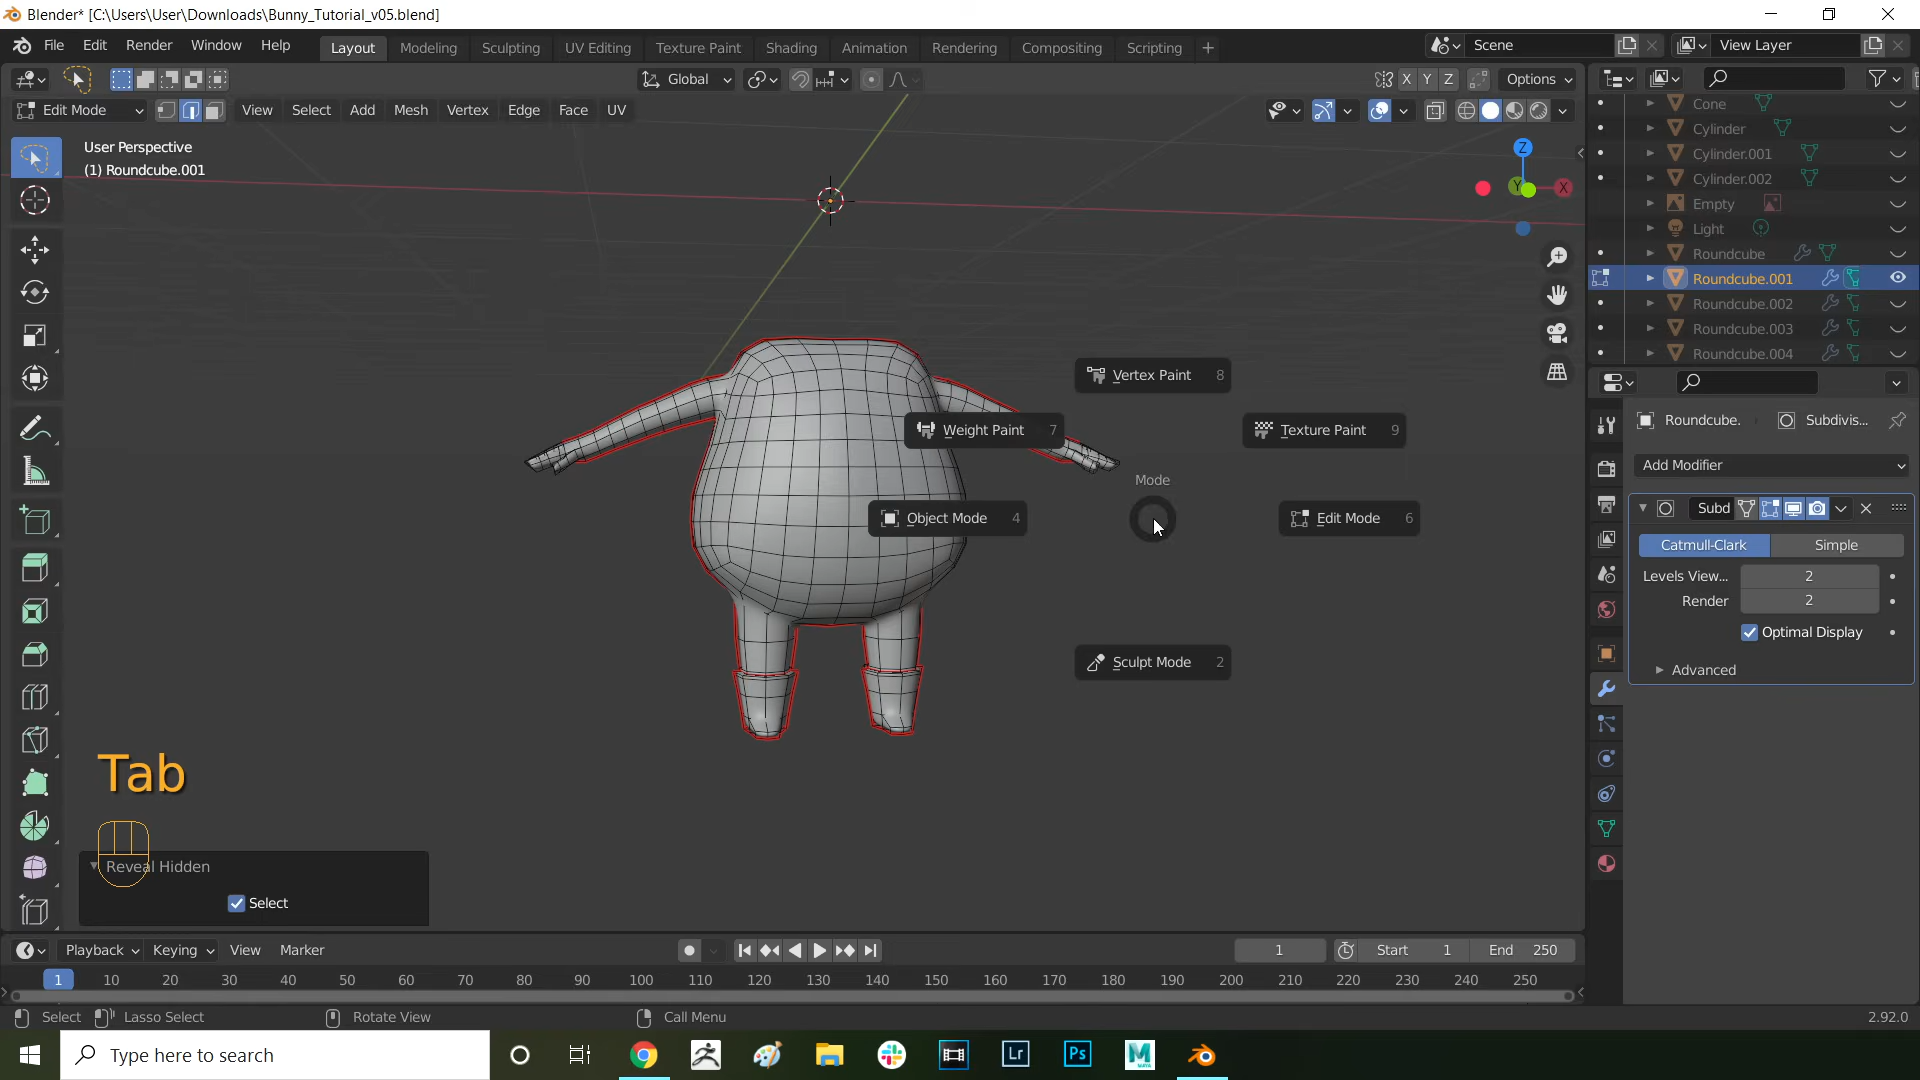 Blender* [C:\Users\User\Downloads\Bunny_Tutorial_v05.blend]
File Edit Render Window Help Layout Modeling Sculpting UV Editing Texture Paint Shading Animation Rendering Compositing Scripting + Scene View Layer
Global X Y Z Options
Edit Mode View Select Add Mesh Vertex Edge Face UV
User Perspective
(1) Roundcube.001
Z
Y
X
Cone
Cylinder
Cylinder.001
Cylinder.002
Empty
Light
Roundcube
Roundcube.001
Roundcube.002
Roundcube.003
Roundcube.004
Vertex Paint 8
Weight Paint 7
Texture Paint 9
Mode
Object Mode 4
Edit Mode 6
Sculpt Mode 2
Roundcube. Subdivis...
Add Modifier
Subd
Catmull-Clark Simple
Levels View... 2
Render 2
Optimal Display
Advanced
Tab
Reveal Hidden
Select
Playback Keying View Marker 1 Start 1 End 250
1 10 20 30 40 50 60 70 80 90 100 110 120 130 140 150 160 170 180 190 200 210 220 230 240 250
Select Lasso Select Rotate View Call Menu 2.92.0
Type here to search
Lr
Ps
M